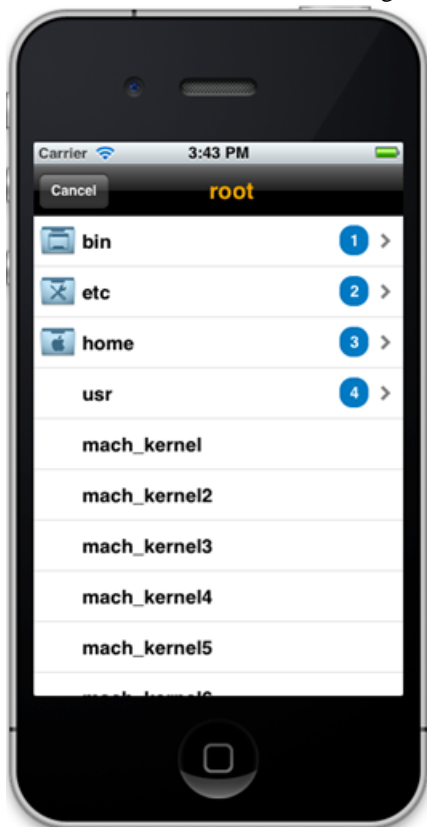 Carrier 3:43 PM
Cancel root
bin 1
etc 2
home 3
usr 4
mach_kernel
mach_kernel2
mach_kernel3
mach_kernel4
mach_kernel5